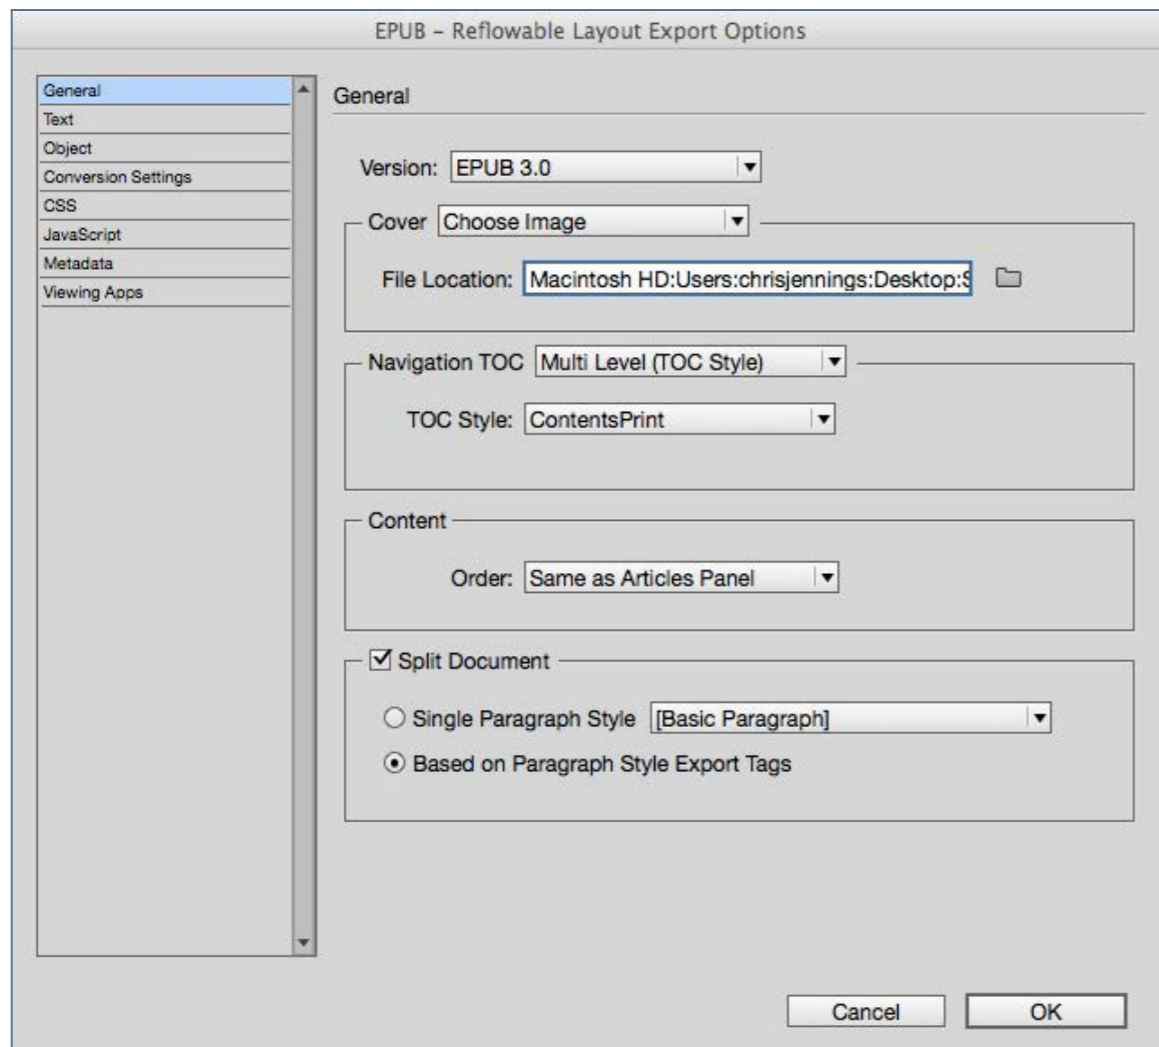 EPUB – Reflowable Layout Export Options
General
Text
Object
Conversion Settings
CSS
JavaScript
Metadata
Viewing Apps
General
Version: EPUB 3.0
Cover Choose Image
File Location: Macintosh HD:Users:chrisjennings:Desktop:S
Navigation TOC Multi Level (TOC Style)
TOC Style: ContentsPrint
Content
Order: Same as Articles Panel
Split Document
Single Paragraph Style [Basic Paragraph]
Based on Paragraph Style Export Tags
Cancel OK